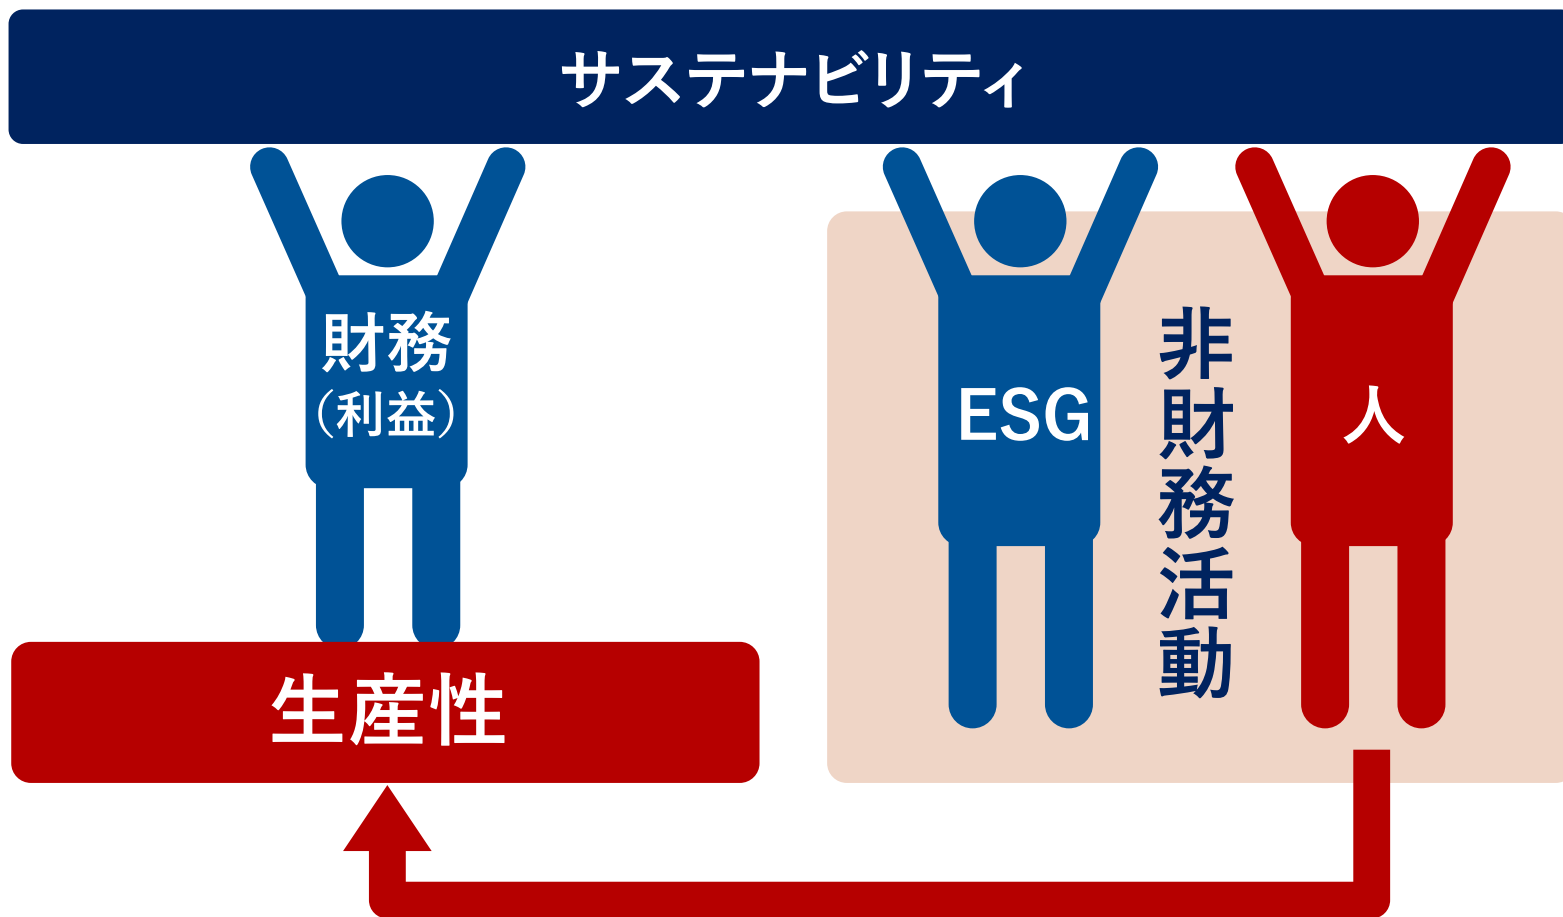 サステナビリティ
財務
（利益）
ESG
非財務活動
人
生産性